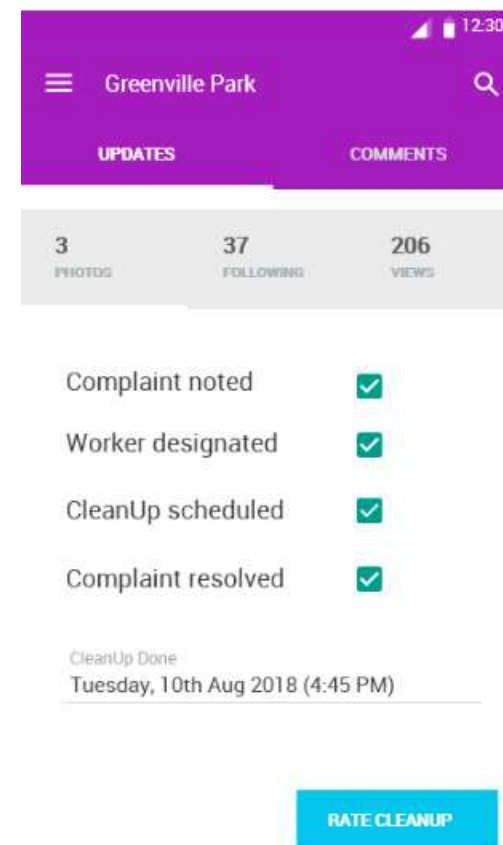 12:30
Greenville Park
UPDATES COMMENTS
3 37 206
PHOTOS FOLLOWING VIEWS
Complaint noted
Worker designated
CleanUp scheduled
Complaint resolved
CleanUp Done
Tuesday, 10th Aug 2018 (4:45 PM)
RATE CLEANUP